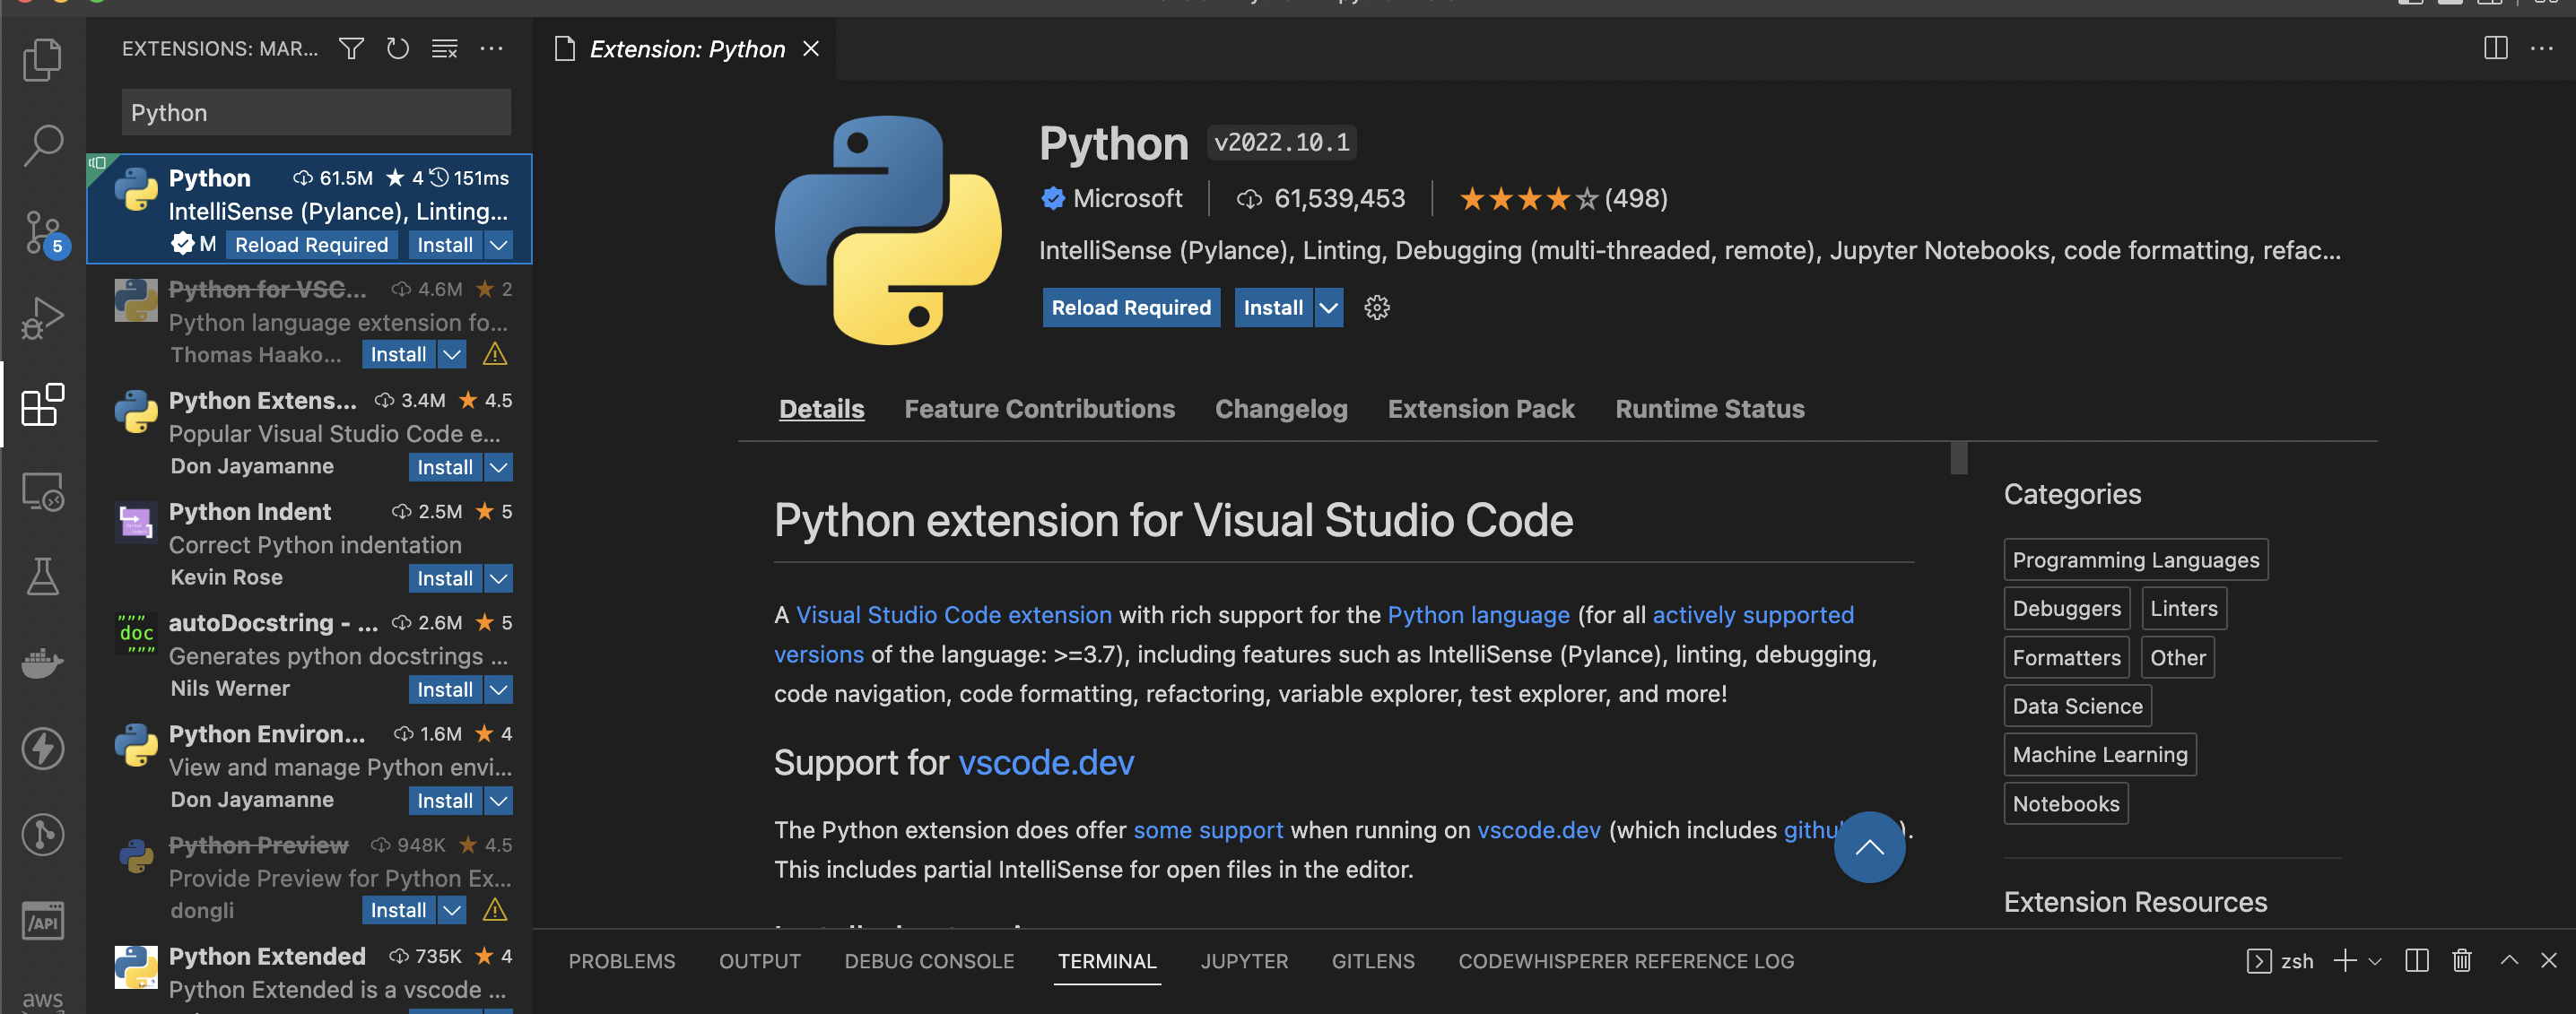 EXTENSIONS: MAR...
Python
Python 61.5M 4 151ms
IntelliSense (Pylance), Linting...
M Reload Required Install
Python for VSC... 4.6M 2
Python language extension fo...
Thomas Haako... Install
Python Extens... 3.4M 4.5
Popular Visual Studio Code e...
Don Jayamanne Install
Python Indent 2.5M 5
Correct Python indentation
Kevin Rose Install
autoDocstring - ... 2.6M 5
Generates python docstrings ...
Nils Werner Install
Python Environ... 1.6M 4
View and manage Python envi...
Don Jayamanne Install
Python Preview 948K 4.5
Provide Preview for Python Ex...
dongli Install
Python Extended 735K 4
Python Extended is a vscode ...
5
"""
doc
"""
/API
aws
Extension: Python
Python v2022.10.1
Microsoft 61,539,453 (498)
IntelliSense (Pylance), Linting, Debugging (multi-threaded, remote), Jupyter Notebooks, code formatting, refac...
Reload Required Install
Details Feature Contributions Changelog Extension Pack Runtime Status
Python extension for Visual Studio Code
A Visual Studio Code extension with rich support for the Python language (for all actively supported
versions of the language: >=3.7), including features such as IntelliSense (Pylance), linting, debugging,
code navigation, code formatting, refactoring, variable explorer, test explorer, and more!
Support for vscode.dev
The Python extension does offer some support when running on vscode.dev (which includes ).
This includes partial IntelliSense for open files in the editor.
Categories
Programming Languages
Debuggers Linters
Formatters Other
Data Science
Machine Learning
Notebooks
Extension Resources
PROBLEMS OUTPUT DEBUG CONSOLE TERMINAL JUPYTER GITLENS CODEWHISPERER REFERENCE LOG
zsh